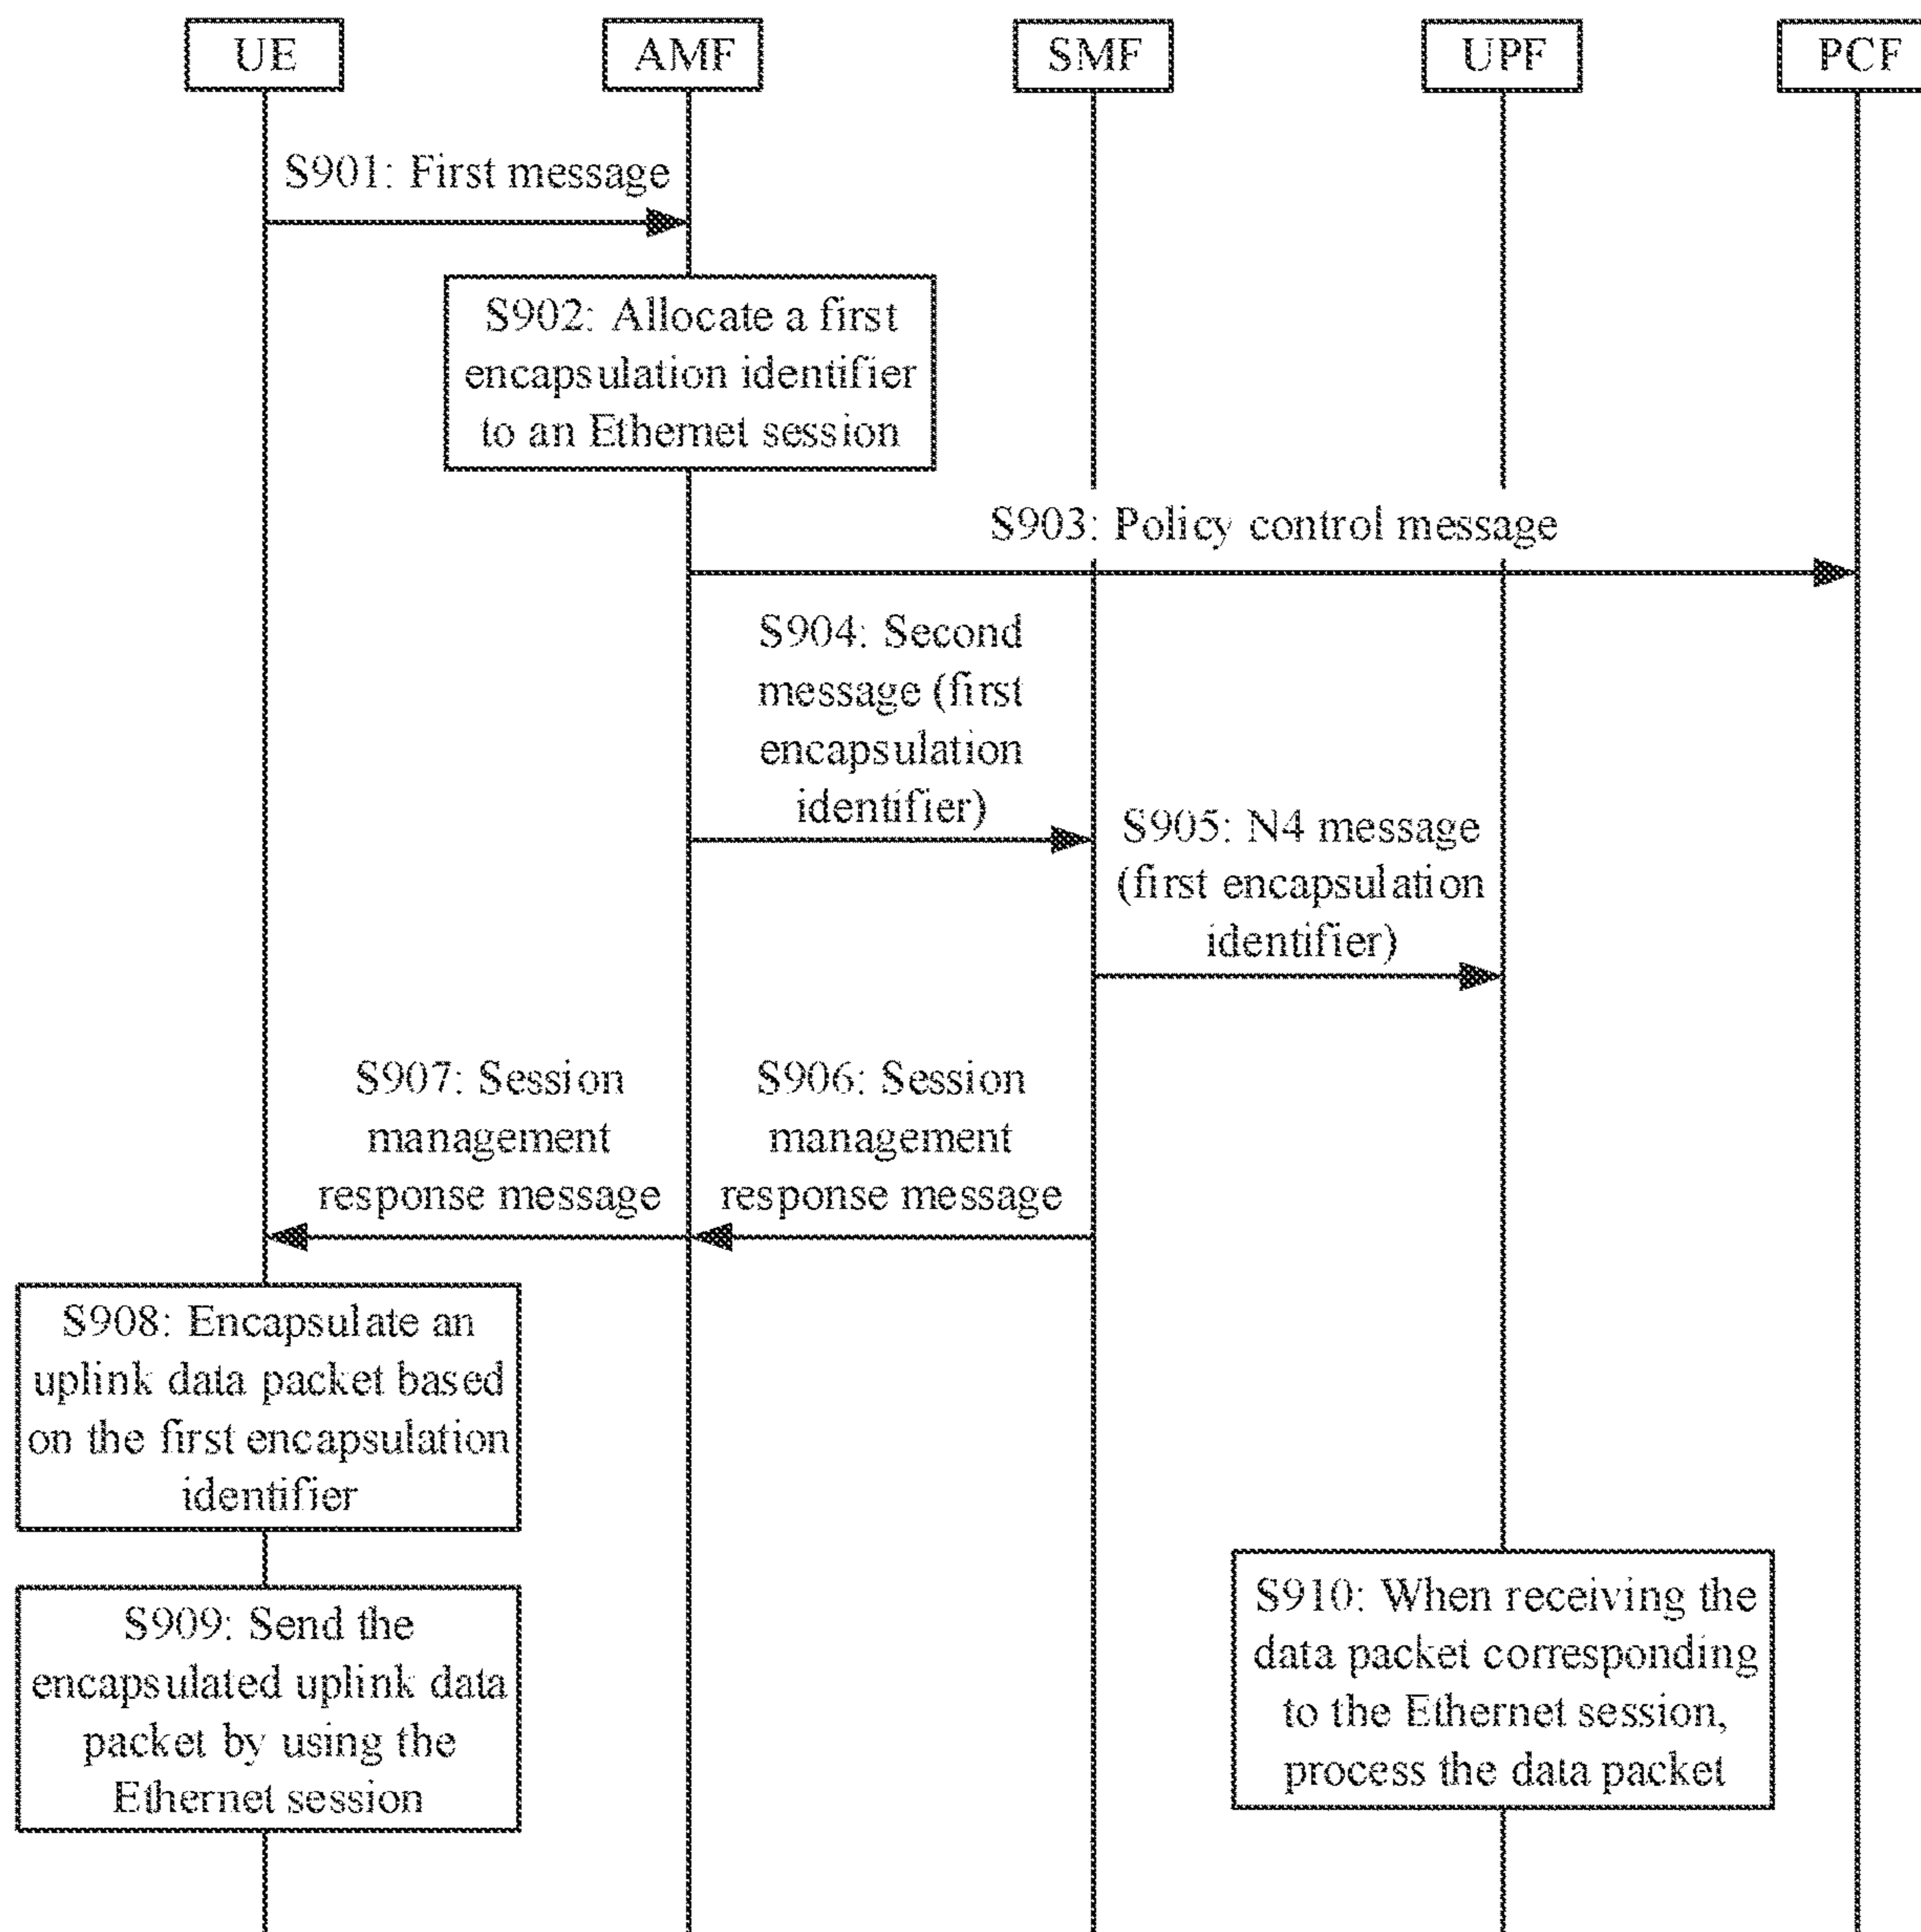 UE
AMF
SMF
UPF
PCF
S901: First message
S902: Allocate a first
encapsulation identifier
to an Ethernet session
S903: Policy control message
S904: Second
message (first
encapsulation
identifier)
S905: N4 message
(first encapsulation
identifier)
S907: Session
management
response message
S906: Session
management
response message
S908: Encapsulate an
uplink data packet based
on the first encapsulation
identifier
S909: Send the
encapsulated uplink data
packet by using the
Ethernet session
S910: When receiving the
data packet corresponding
to the Ethernet session,
process the data packet